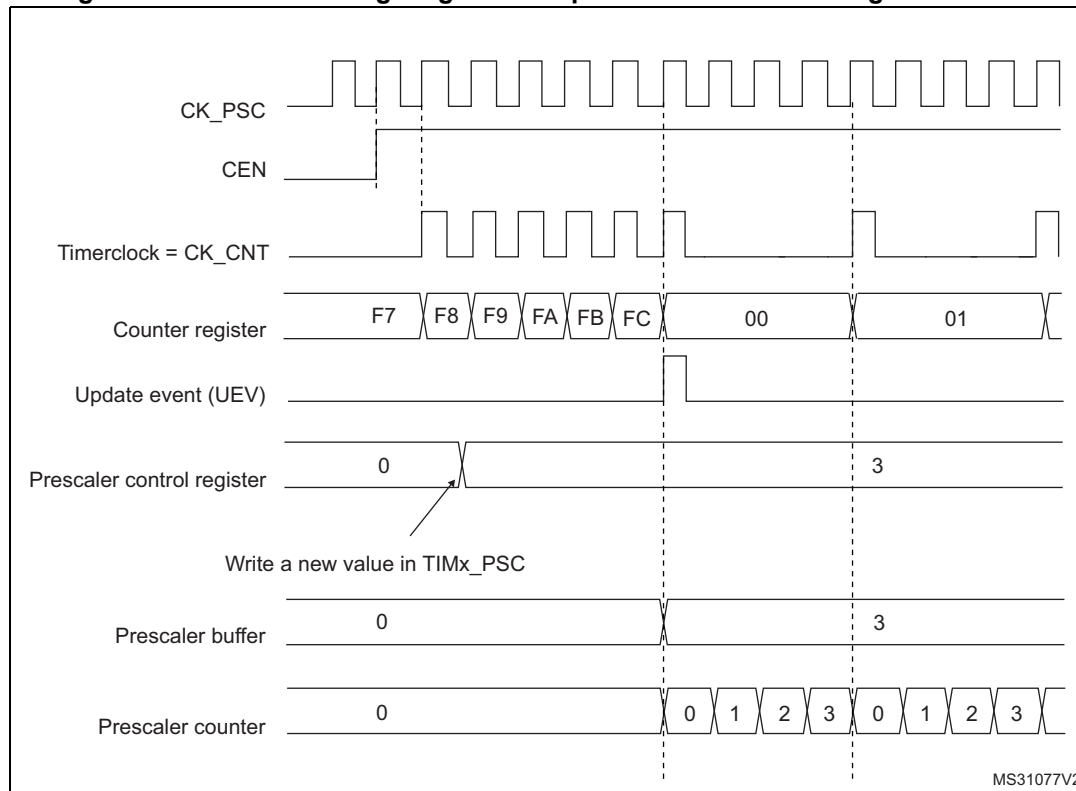 CK_PSC
CEN
Timerclock = CK_CNT
Counter register F7 F8 F9 FA FB FC 00 01
Update event (UEV)
Prescaler control register 0 3
Write a new value in TIMx_PSC
Prescaler buffer 0 3
Prescaler counter 0 0 1 2 3 0 1 2 3
MS31077V2